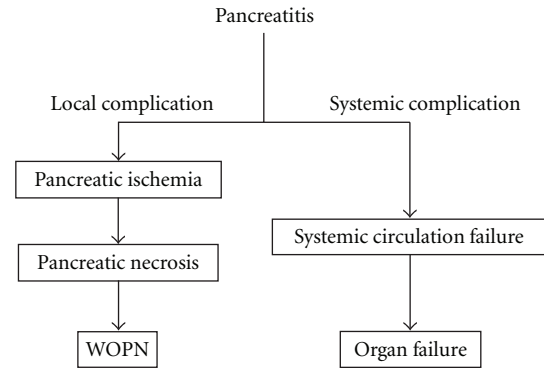 Pancreatitis
Local complication
Systemic complication
Pancreatic ischemia
Systemic circulation failure
Pancreatic necrosis
WOPN
Organ failure